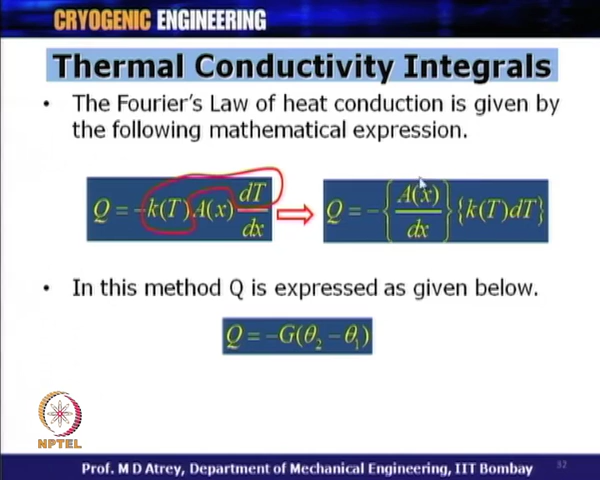 CRYOGENIC ENGINEERING
Thermal Conductivity Integrals
• The Fourier's Law of heat conduction is given by
the following mathematical expression.
Q = -k(T) A(x) dT/dx ⇒ Q = -{A(x)/dx}{k(T)dT}
• In this method Q is expressed as given below.
Q = -G(θ₂ - θ₁)
NPTEL
Prof. M D Atrey, Department of Mechanical Engineering, IIT Bombay
32